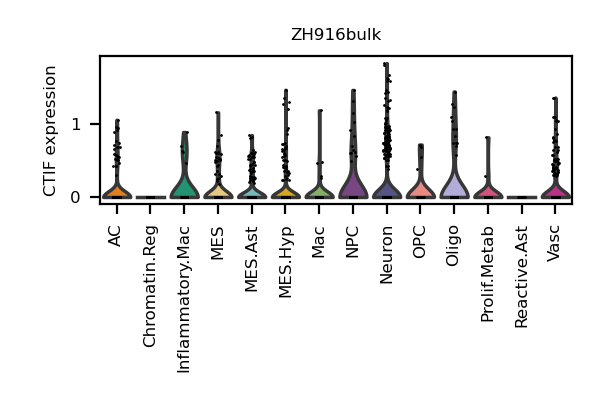 ZH916bulk
CTIF expression
1
0
AC
Chromatin.Reg
Inflammatory.Mac
MES
MES.Ast
MES.Hyp
Mac
NPC
Neuron
OPC
Oligo
Prolif.Metab
Reactive.Ast
Vasc